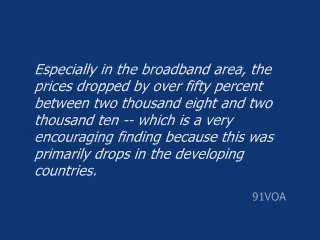 Especially in the broadband area, the
prices dropped by over fifty percent
between two thousand eight and two
thousand ten -- which is a very
encouraging finding because this was
primarily drops in the developing
countries.
91VOA